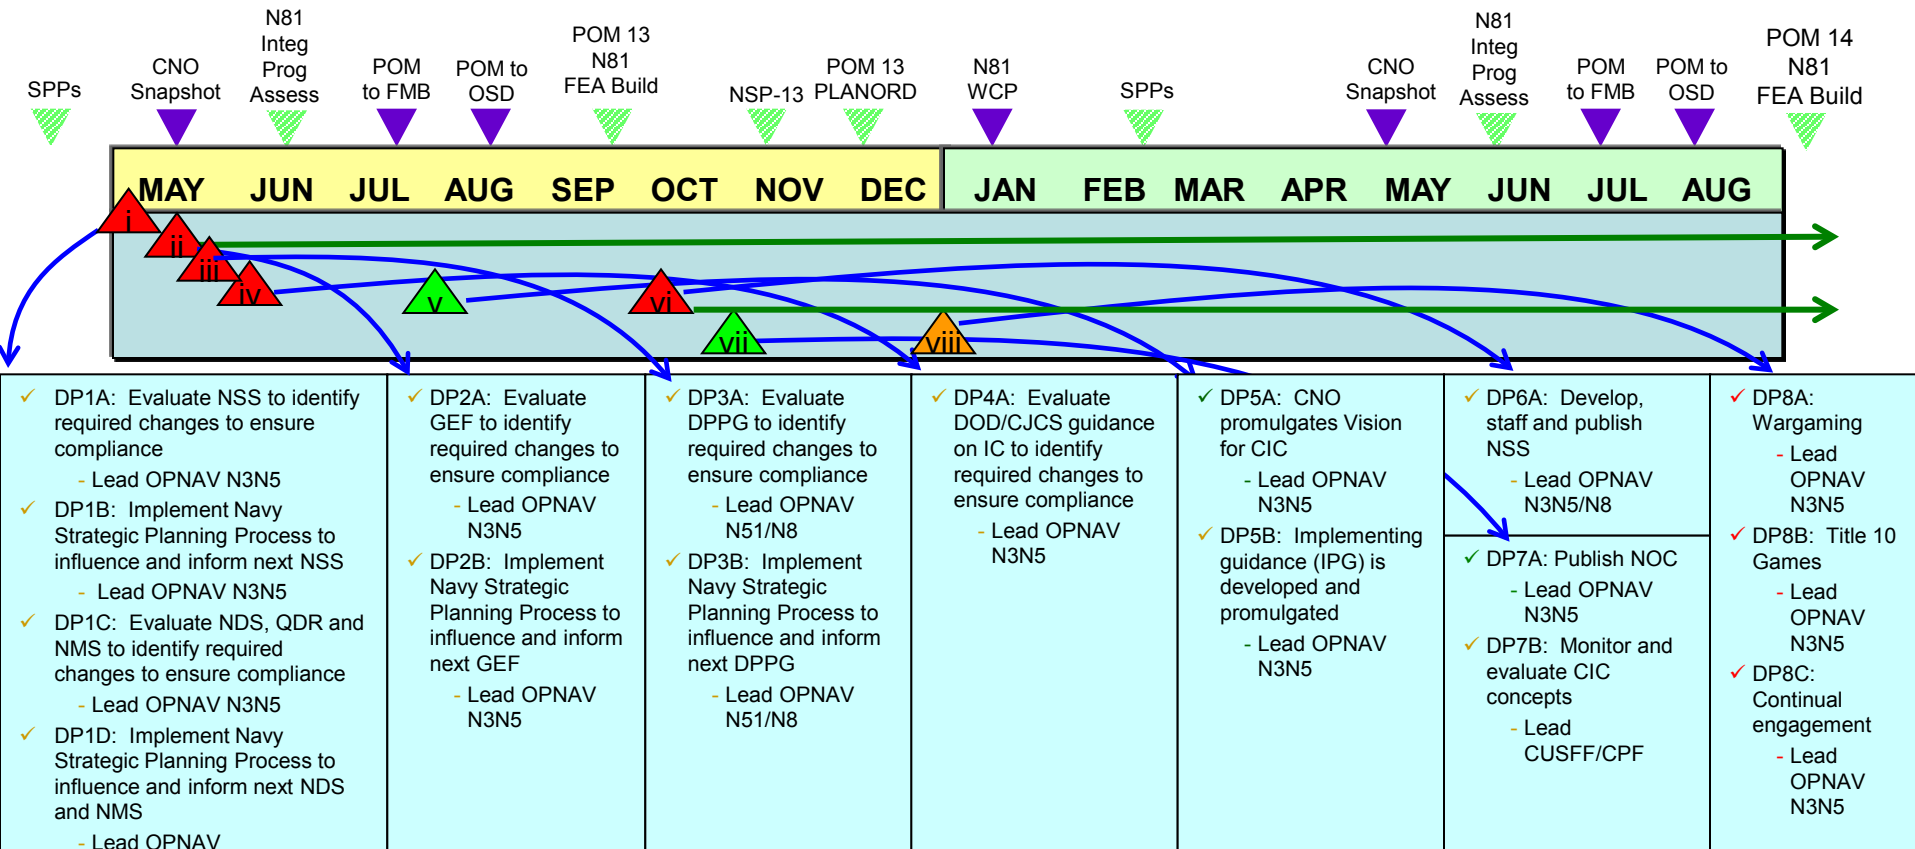 SPPs
CNO
Snapshot
N81
Integ
Prog
Assess
POM
to FMB
POM to
OSD
POM 13
N81
FEA Build
NSP-13
POM 13
PLANORD
N81
WCP
SPPs
CNO
Snapshot
N81
Integ
Prog
Assess
POM
to FMB
POM to
OSD
POM 14
N81
FEA Build
MAY JUN JUL AUG SEP OCT NOV DEC JAN FEB MAR APR MAY JUN JUL AUG
i
ii
iii
iv
v
vi
vii
viii
✓ DP1A: Evaluate NSS to identify
required changes to ensure
compliance
- Lead OPNAV N3N5
✓ DP1B: Implement Navy
Strategic Planning Process to
influence and inform next NSS
- Lead OPNAV N3N5
✓ DP1C: Evaluate NDS, QDR and
NMS to identify required
changes to ensure compliance
- Lead OPNAV N3N5
✓ DP1D: Implement Navy
Strategic Planning Process to
influence and inform next NDS
and NMS
- Lead OPNAV
✓ DP2A: Evaluate
GEF to identify
required changes to
ensure compliance
- Lead OPNAV
N3N5
✓ DP2B: Implement
Navy Strategic
Planning Process to
influence and inform
next GEF
- Lead OPNAV
N3N5
✓ DP3A: Evaluate
DPPG to identify
required changes to
ensure compliance
- Lead OPNAV
N51/N8
✓ DP3B: Implement
Navy Strategic
Planning Process to
influence and inform
next DPPG
- Lead OPNAV
N51/N8
✓ DP4A: Evaluate
DOD/CJCS guidance
on IC to identify
required changes to
ensure compliance
- Lead OPNAV
N3N5
✓ DP5A: CNO
promulgates Vision
for CIC
- Lead OPNAV
N3N5
✓ DP5B: Implementing
guidance (IPG) is
developed and
promulgated
- Lead OPNAV
N3N5
✓ DP6A: Develop,
staff and publish
NSS
- Lead OPNAV
N3N5/N8
✓ DP7A: Publish NOC
- Lead OPNAV
N3N5
✓ DP7B: Monitor and
evaluate CIC
concepts
- Lead
CUSFF/CPF
✓ DP8A:
Wargaming
- Lead
OPNAV
N3N5
✓ DP8B: Title 10
Games
- Lead
OPNAV
N3N5
✓ DP8C:
Continual
engagement
- Lead
OPNAV
N3N5